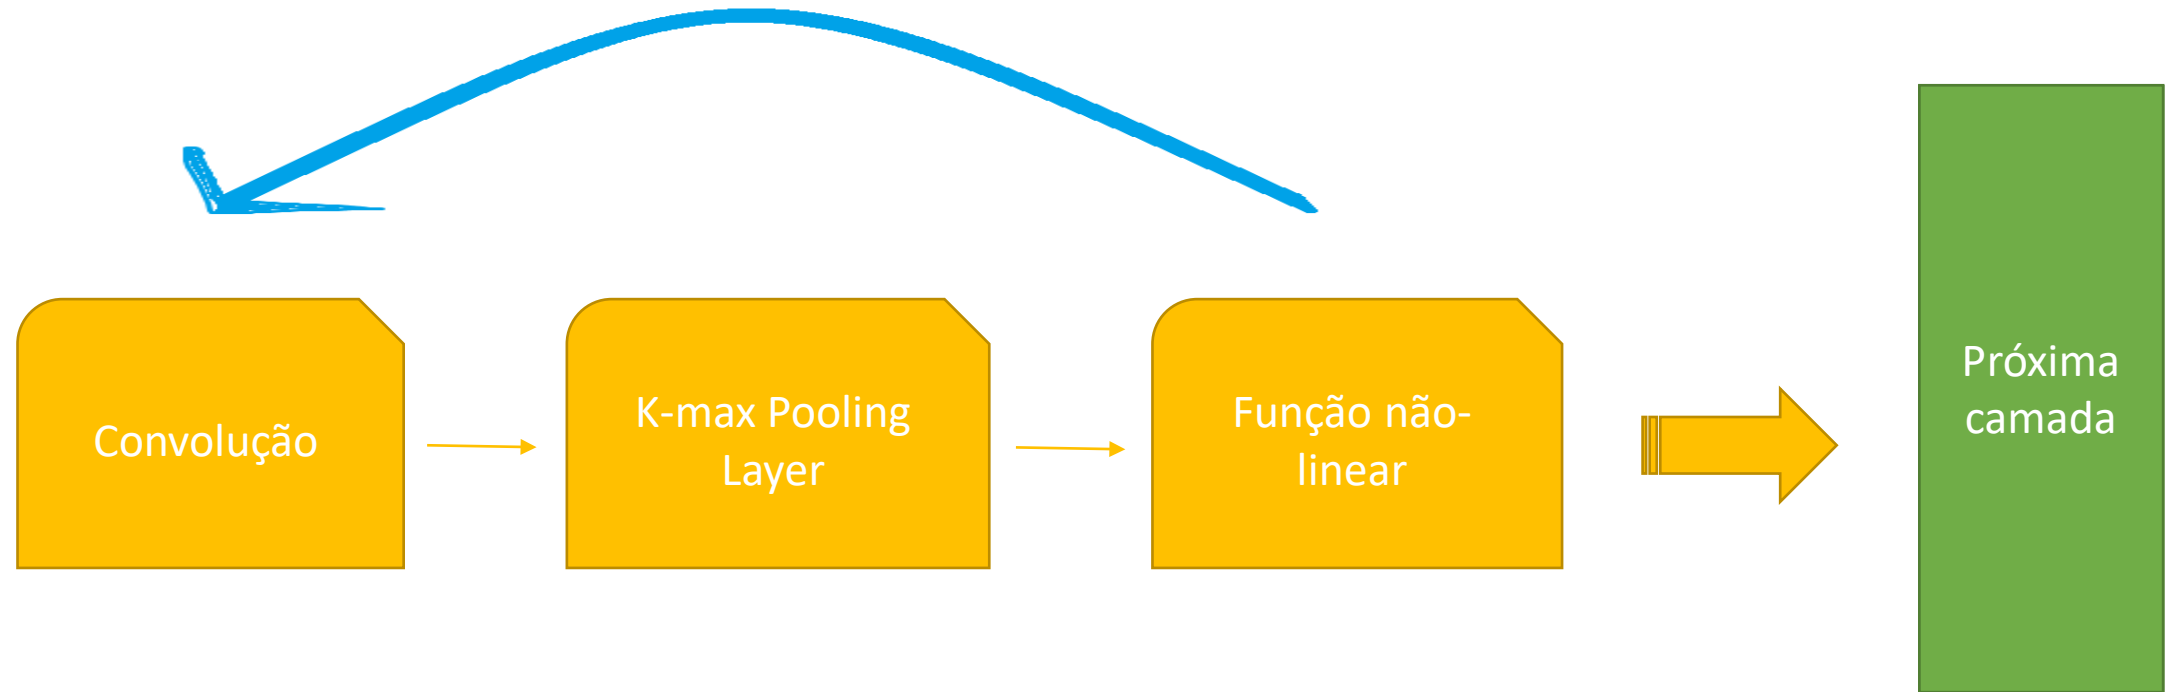 Convolução
K-max Pooling
Layer
Função não-
linear
Próxima
camada